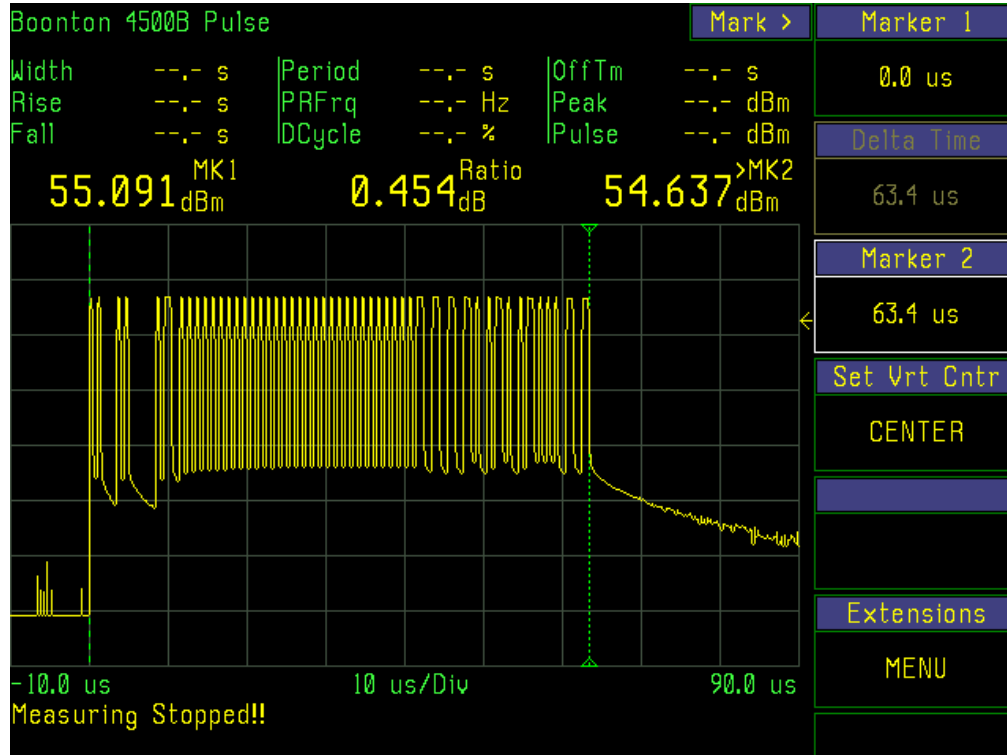 Boonton 4500B Pulse
Mark >
Width --.- s Period --.- s OffTm --.- s
Rise --.- s PRFrq --.- Hz Peak --.- dBm
Fall --.- s DCycle --.- % Pulse --.- dBm
MK1 Ratio >MK2
55.091 dBm 0.454 dB 54.637 dBm
-10.0 us 10 us/Div 90.0 us
Measuring Stopped!!
Marker 1
0.0 us
Delta Time
63.4 us
Marker 2
63.4 us
Set Vrt Cntr
CENTER
Extensions
MENU